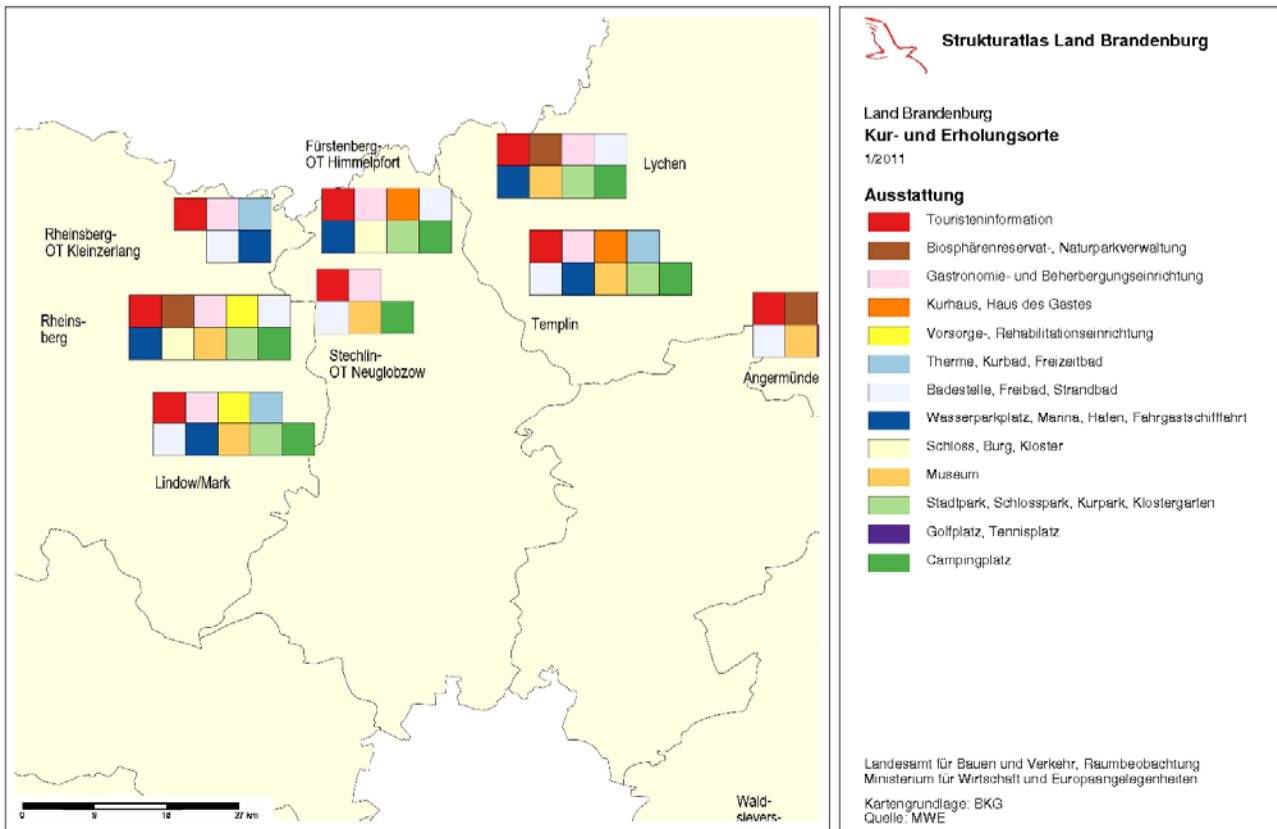 Fürstenberg-
OT Himmelpfort
Lychen
Rheinsberg-
OT Kleinzerlang
Rheins-
berg
Templin
Stechlin-
OT Neuglobzow
Angermünde
Lindow/Mark
Wald-
sievers-
0 9 18 27 km
Strukturatlas Land Brandenburg
Land Brandenburg
Kur- und Erholungsorte
1/2011
Ausstattung
Touristeninformation
Biosphärenreservat-, Naturparkverwaltung
Gastronomie- und Beherbergungseinrichtung
Kurhaus, Haus des Gastes
Vorsorge-, Rehabilitationseinrichtung
Therme, Kurbad, Freizeitbad
Badestelle, Freibad, Strandbad
Wasserparkplatz, Marina, Hafen, Fahrgastschifffahrt
Schloss, Burg, Kloster
Museum
Stadtpark, Schlosspark, Kurpark, Klostergarten
Golfplatz, Tennisplatz
Campingplatz
Landesamt für Bauen und Verkehr, Raumbeobachtung
Ministerium für Wirtschaft und Europaangelegenheiten
Kartengrundlage: BKG
Quelle: MWE